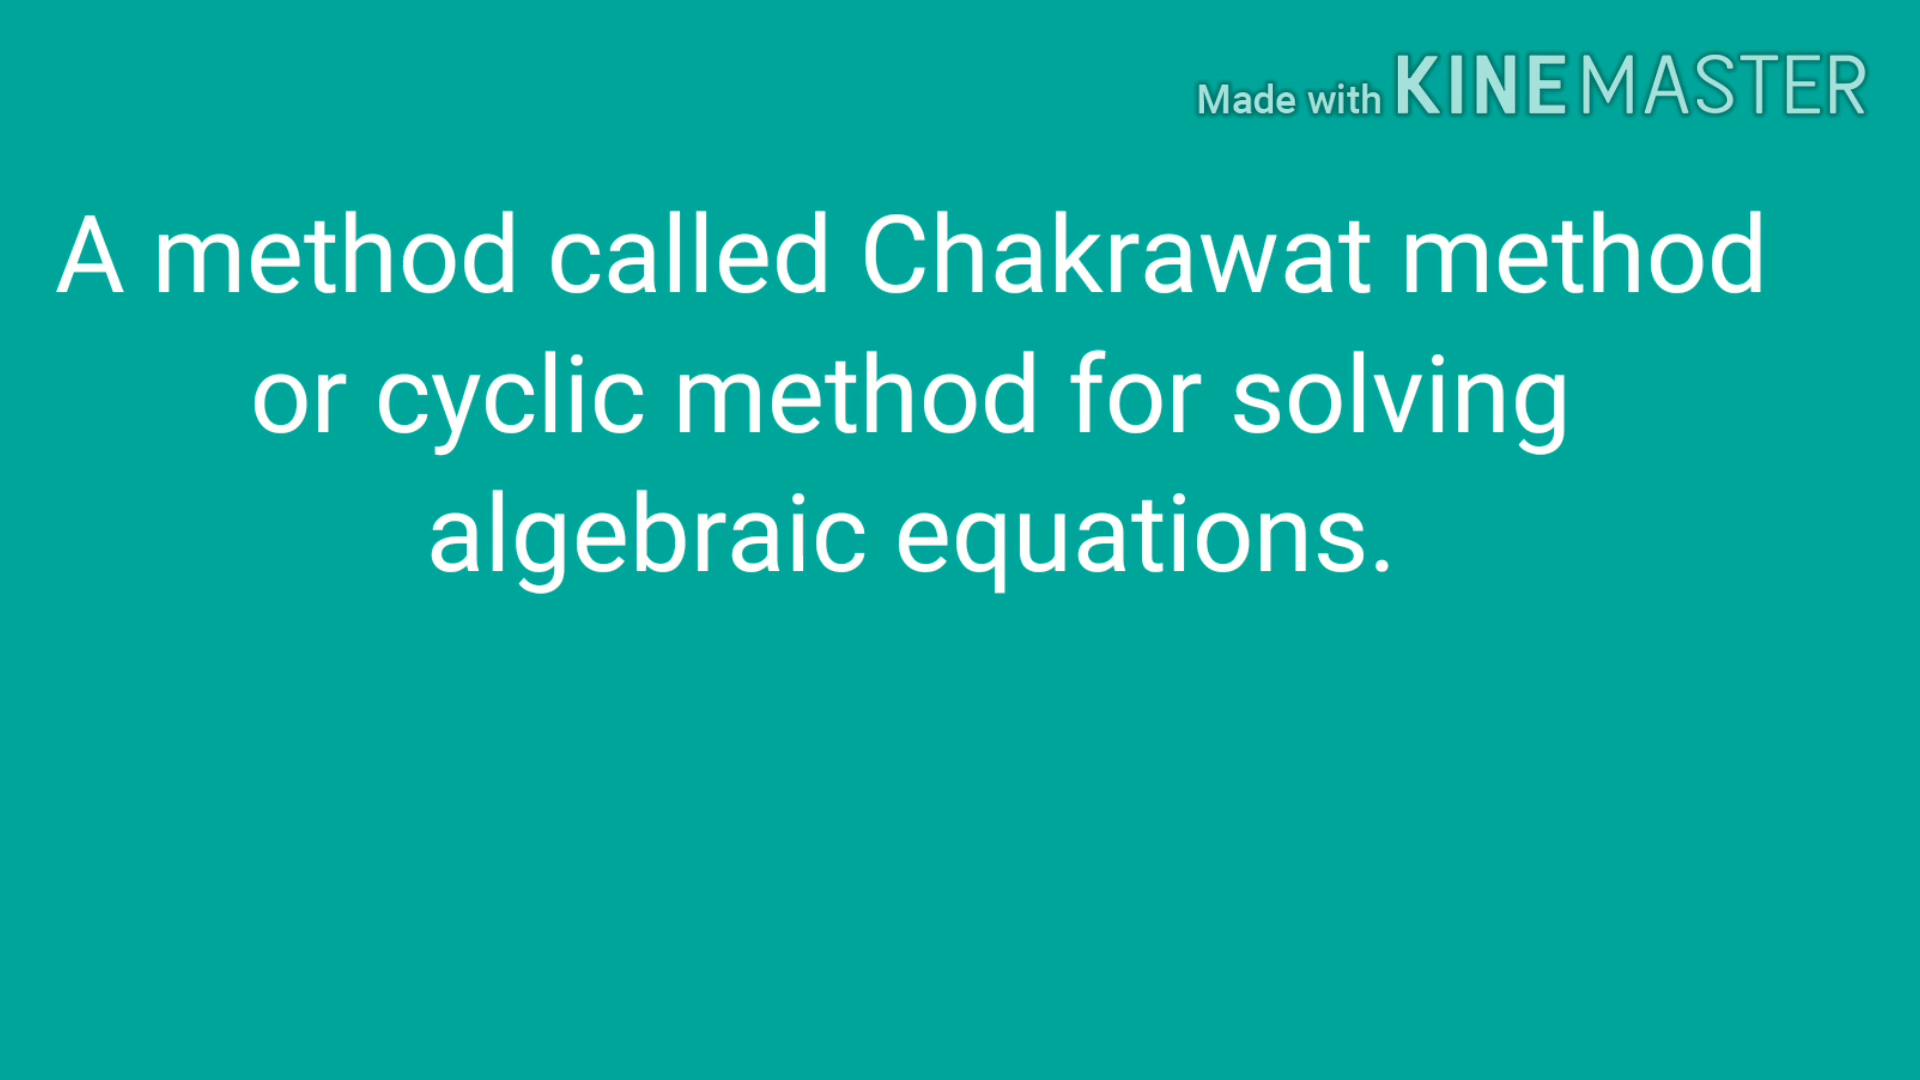 Made with KINEMASTER
A method called Chakrawat method
or cyclic method for solving
algebraic equations.